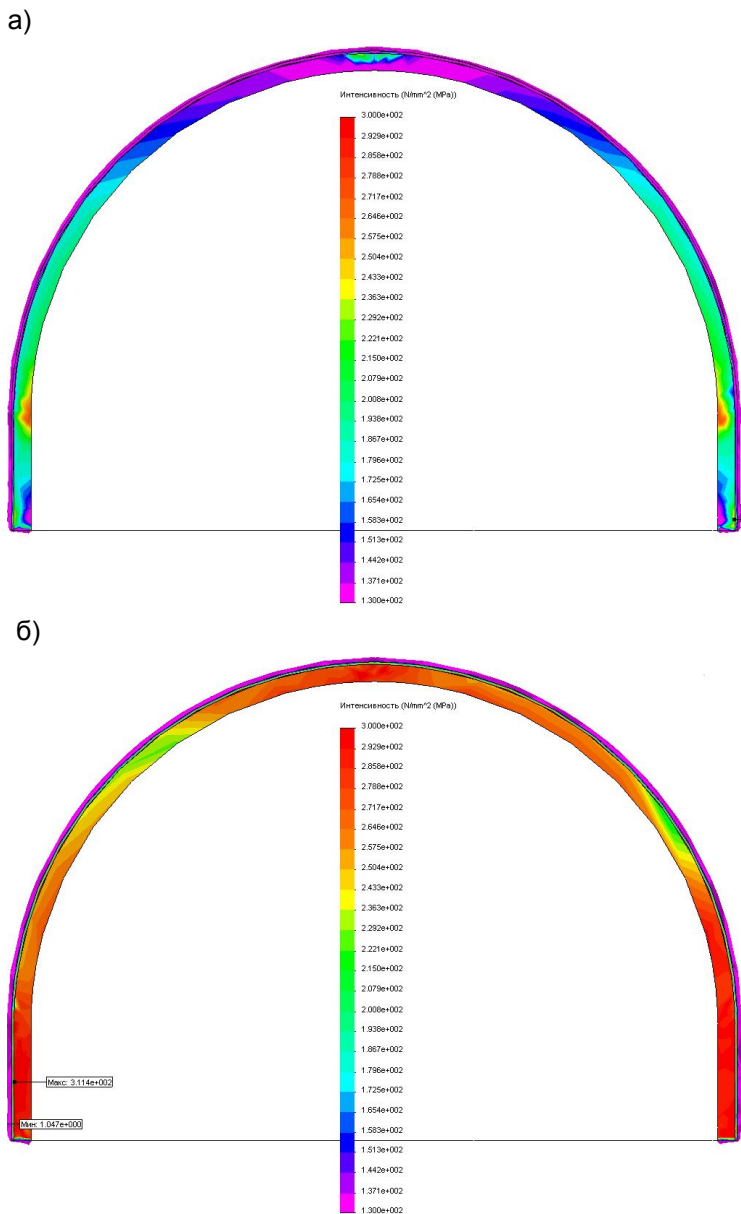 а)
Интенсивность (N/mm^2 (MPa))
3.000e+002
2.929e+002
2.858e+002
2.788e+002
2.717e+002
2.646e+002
2.575e+002
2.504e+002
2.433e+002
2.363e+002
2.292e+002
2.221e+002
2.150e+002
2.079e+002
2.008e+002
1.938e+002
1.867e+002
1.796e+002
1.725e+002
1.654e+002
1.583e+002
1.513e+002
1.442e+002
1.371e+002
1.300e+002
б)
Интенсивность (N/mm^2 (MPa))
3.000e+002
2.929e+002
2.858e+002
2.788e+002
2.717e+002
2.646e+002
2.575e+002
2.504e+002
2.433e+002
2.363e+002
2.292e+002
2.221e+002
2.150e+002
2.079e+002
2.008e+002
1.938e+002
1.867e+002
1.796e+002
Макс: 3.114e+002
1.725e+002
1.654e+002
Мин: 1.047e+000
1.583e+002
1.513e+002
1.442e+002
1.371e+002
1.300e+002